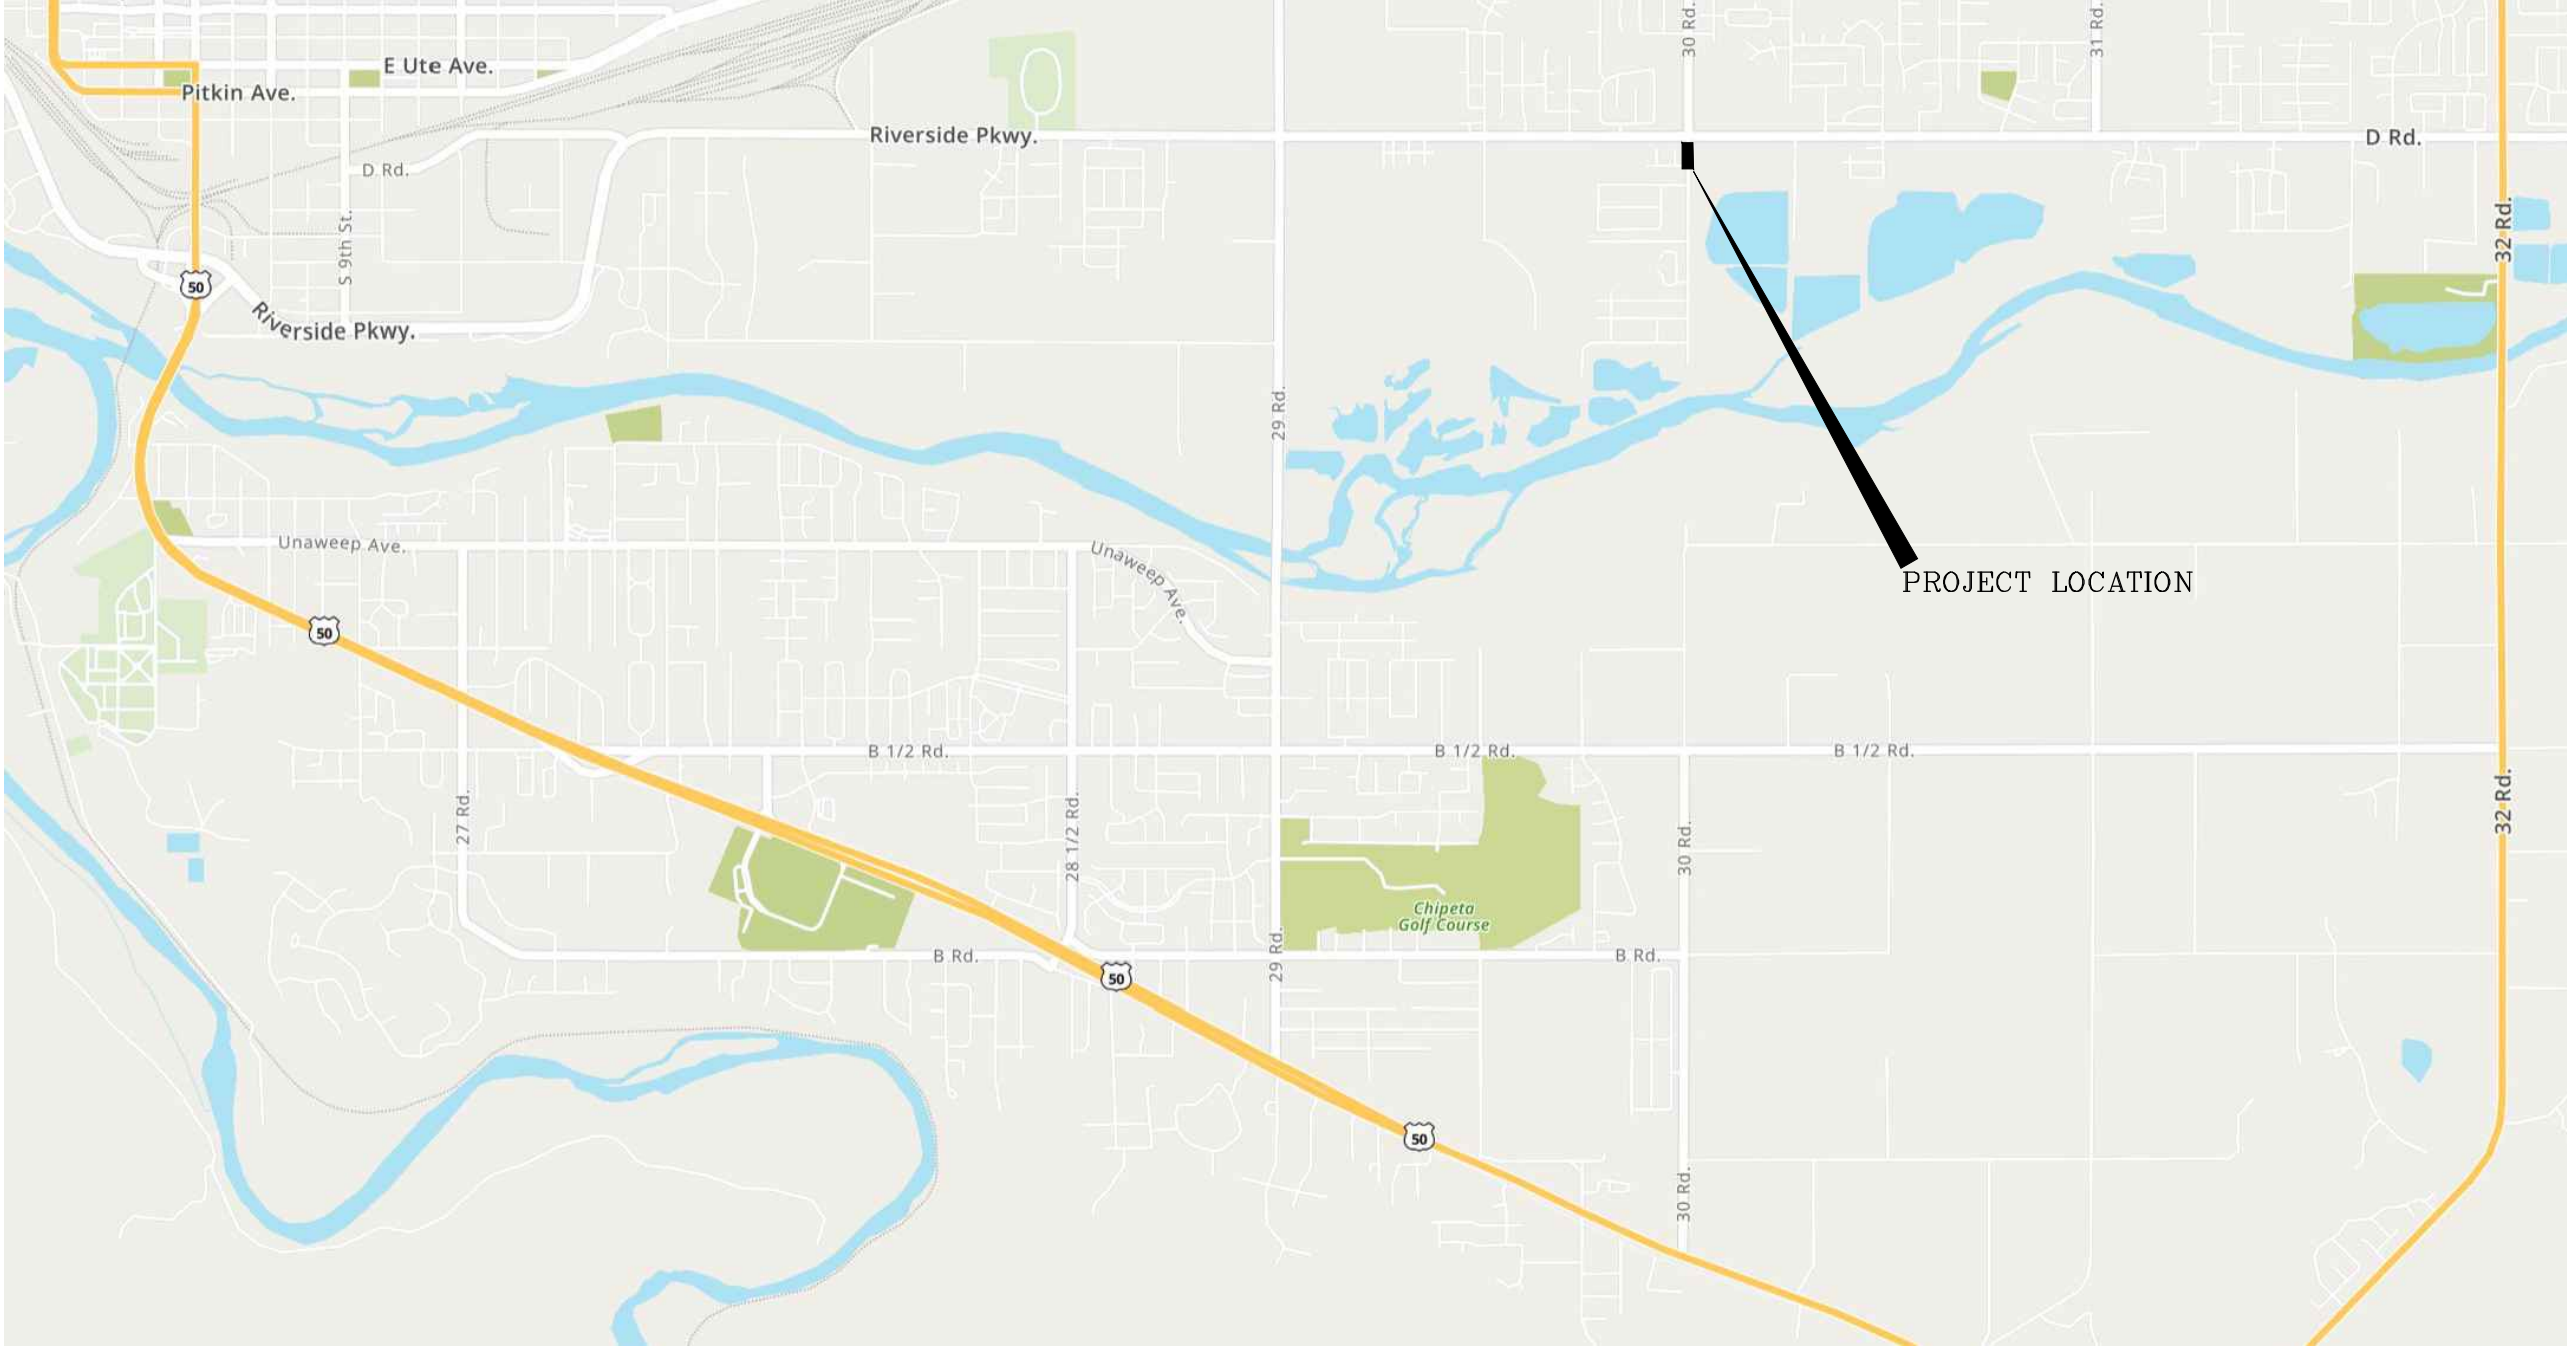 30 Rd.
31 Rd.
E Ute Ave.
Pitkin Ave.
Riverside Pkwy.
D Rd.
D Rd.
S 9th St.
32 Rd.
50
Riverside Pkwy.
29 Rd.
Unaweep Ave.
Unaweep Ave.
PROJECT LOCATION
50
B 1/2 Rd.
B 1/2 Rd.
B 1/2 Rd.
27 Rd.
28 1/2 Rd.
30 Rd.
32 Rd.
Chipeta
Golf Course
B Rd.
29 Rd.
B Rd.
50
50
30 Rd.